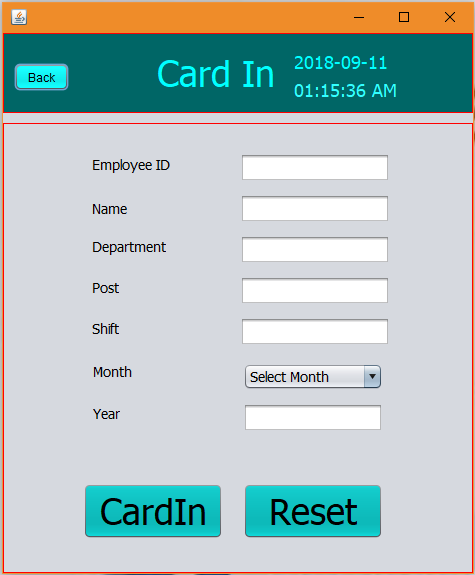 Back
Card In
2018-09-11
01:15:36 AM
Employee ID
Name
Department
Post
Shift
Month
Select Month
Year
CardIn
Reset